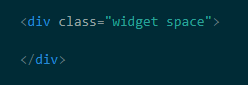 <div class="widget space">
</div>